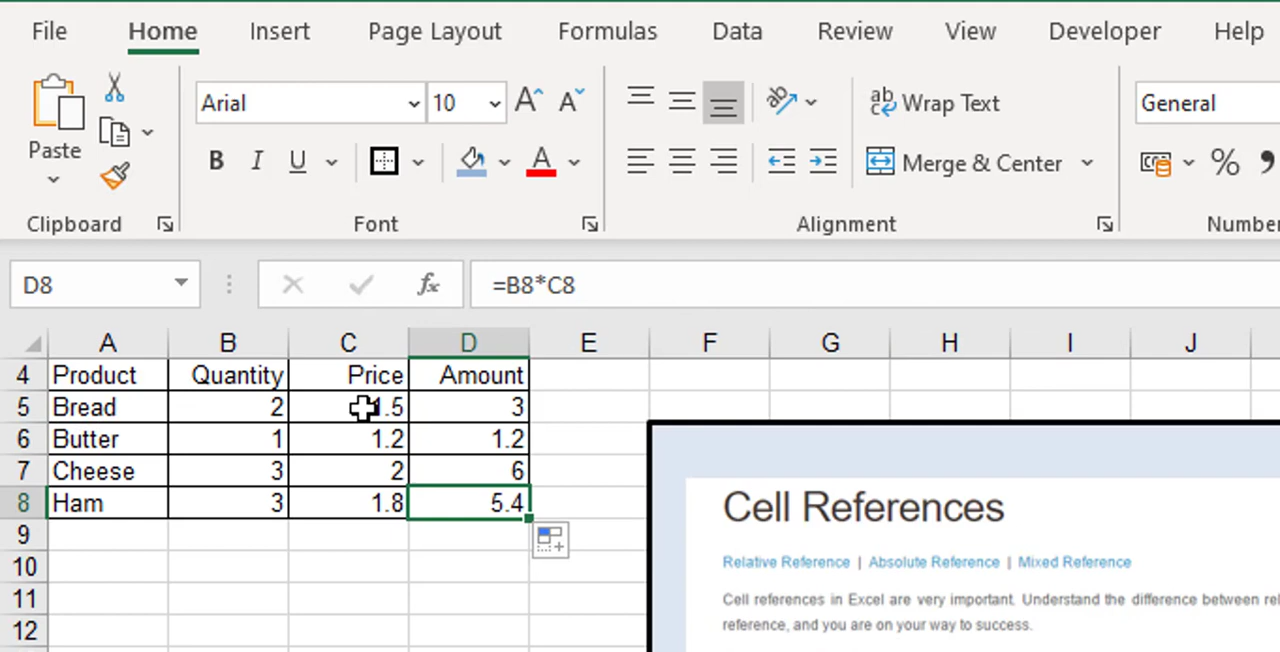 File Home Insert Page Layout Formulas Data Review View Developer Help
Arial 10 A A ab Wrap Text General
Paste B I U A Merge & Center %
Clipboard Font Alignment Number
D8 fx =B8*C8
A B C D E F G H I J
4 Product Quantity Price Amount
5 Bread 2 1.5 3
6 Butter 1 1.2 1.2
7 Cheese 3 2 6
8 Ham 3 1.8 5.4
9
10
11
12
Cell References
Relative Reference | Absolute Reference | Mixed Reference
Cell references in Excel are very important. Understand the difference between
reference, and you are on your way to success.